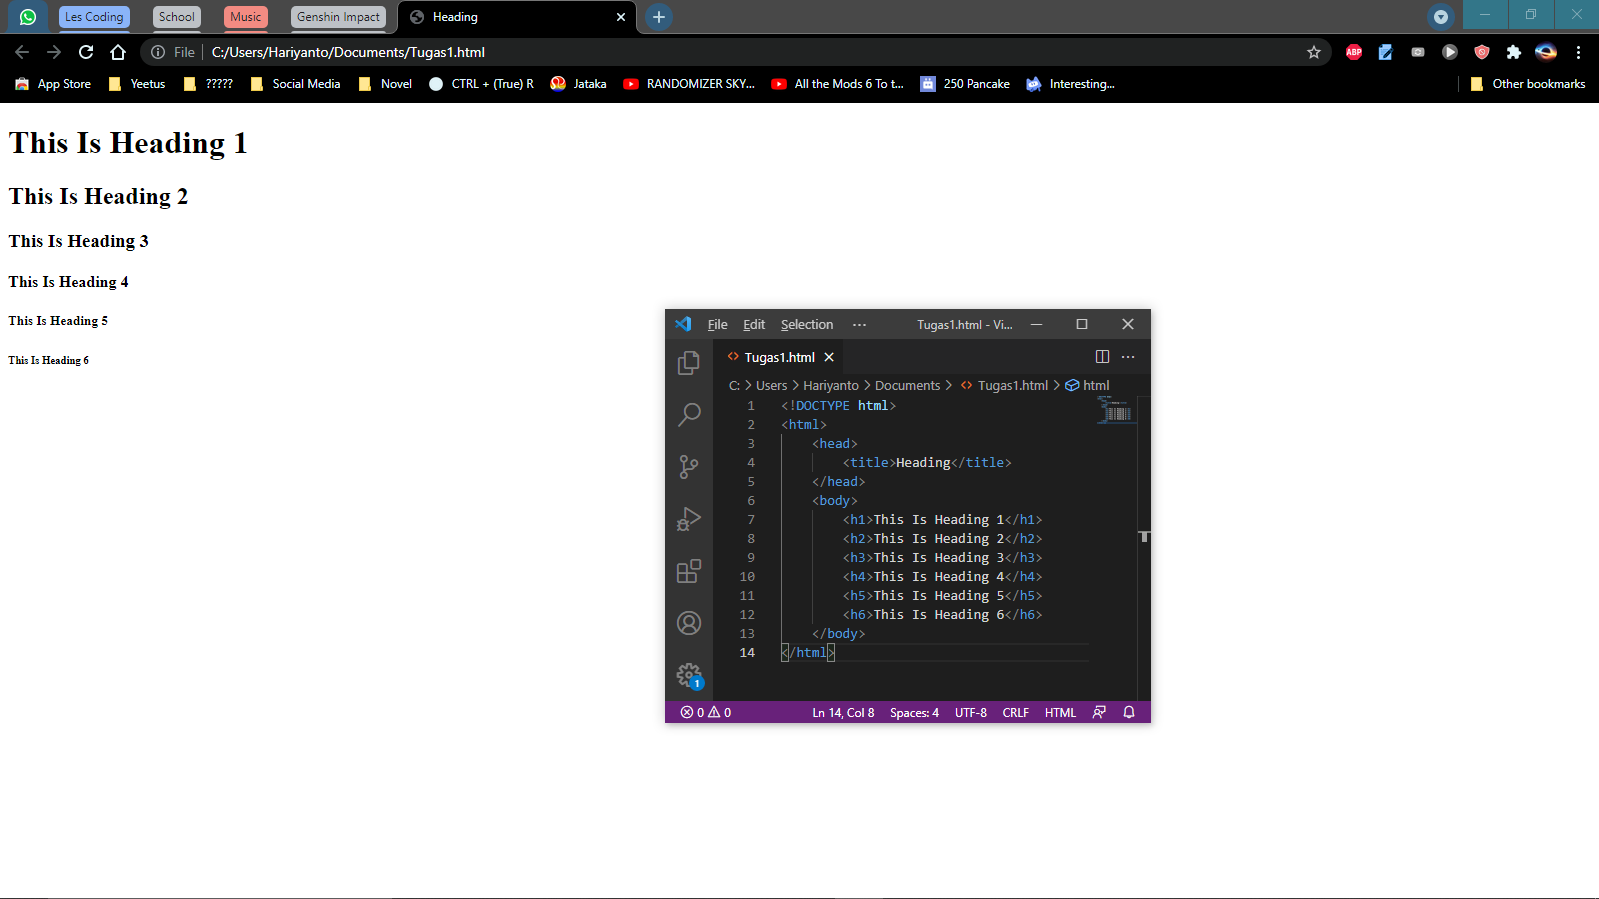 Les Coding School Music Genshin Impact Heading
File C:/Users/Hariyanto/Documents/Tugas1.html ABP
App Store Yeetus ????? Social Media Novel CTRL + (True) R Jataka RANDOMIZER SKY... All the Mods 6 To t... 250 Pancake Interesting... Other bookmarks
This Is Heading 1
This Is Heading 2
This Is Heading 3
This Is Heading 4
This Is Heading 5
This Is Heading 6
File Edit Selection ··· Tugas1.html - Vi...
<> Tugas1.html
C: > Users > Hariyanto > Documents > <> Tugas1.html > html
1 <!DOCTYPE html>
2 <html>
3 <head>
4 <title>Heading</title>
5 </head>
6 <body>
7 <h1>This Is Heading 1</h1>
8 <h2>This Is Heading 2</h2>
9 <h3>This Is Heading 3</h3>
10 <h4>This Is Heading 4</h4>
11 <h5>This Is Heading 5</h5>
12 <h6>This Is Heading 6</h6>
13 </body>
14 </html>
1
0 0 Ln 14, Col 8 Spaces: 4 UTF-8 CRLF HTML